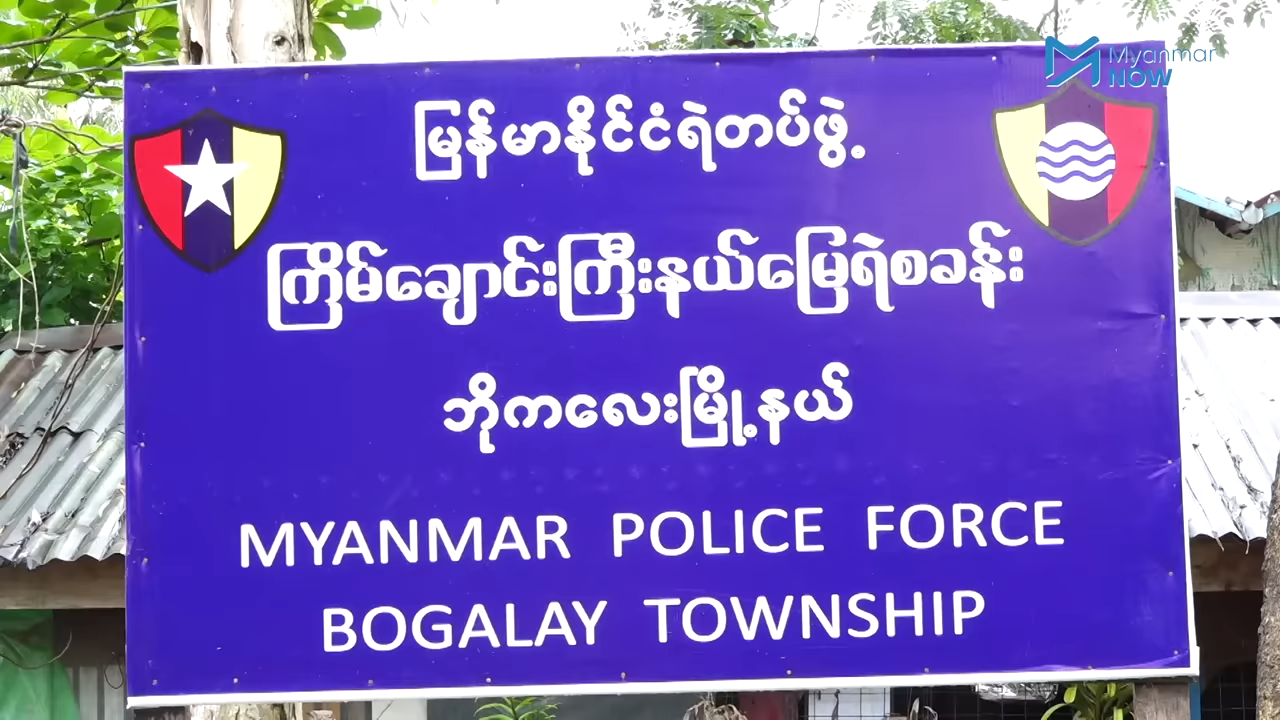 Myanmar
NOW
မြန်မာနိုင်ငံရဲတပ်ဖွဲ့
ကြိမ်ချောင်းကြီးနယ်မြေရဲစခန်း
ဘိုကလေးမြို့နယ်
MYANMAR POLICE FORCE
BOGALAY TOWNSHIP